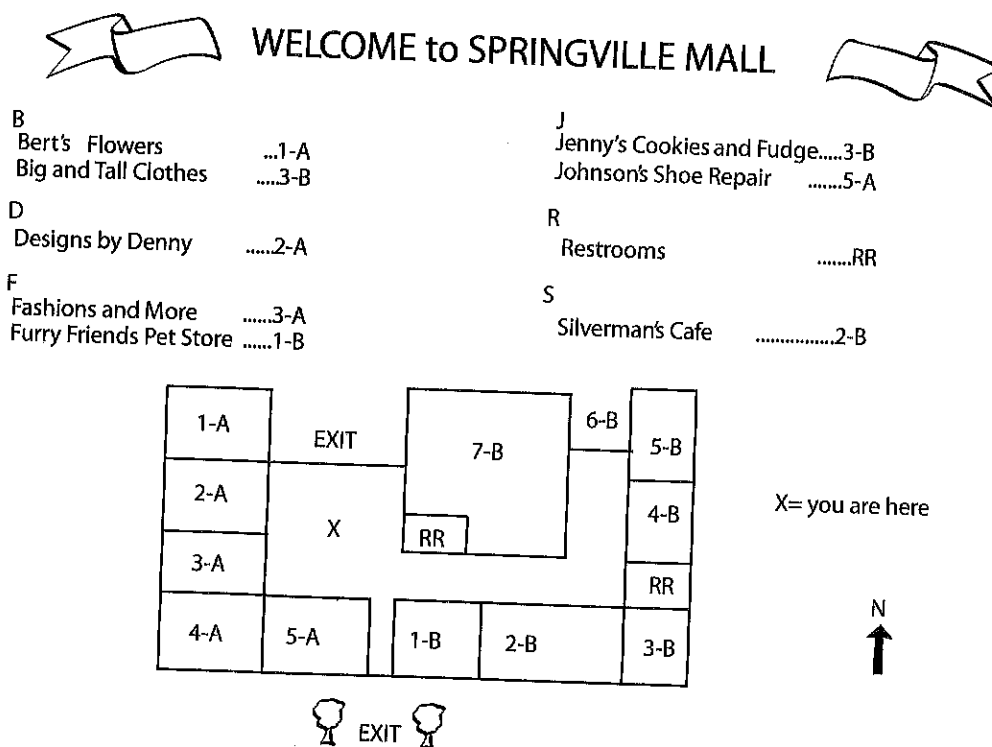 WELCOME to SPRINGVILLE MALL
B
Bert's Flowers ...1-A
Big and Tall Clothes .....3-B
D
Designs by Denny ......2-A
F
Fashions and More ......3-A
Furry Friends Pet Store ......1-B
J
Jenny's Cookies and Fudge.....3-B
Johnson's Shoe Repair .......5-A
R
Restrooms .......RR
S
Silverman's Cafe ................2-B
1-A
EXIT
7-B
6-B
5-B
2-A
X
RR
4-B
X= you are here
3-A
RR
N
4-A
5-A
1-B
2-B
3-B
EXIT